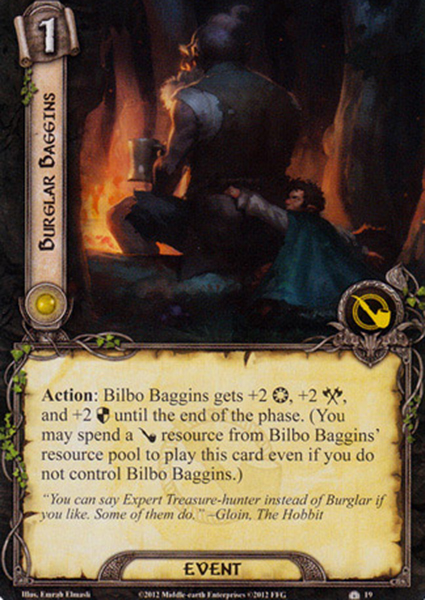 1
Burglar Baggins
Action: Bilbo Baggins gets +2, +2,
and +2 until the end of the phase. (You
may spend a resource from Bilbo Baggins’
resource pool to play this card even if you do
not control Bilbo Baggins.)
“You can say Expert Treasure-hunter instead of Burglar if
you like. Some of them do.” –Gloin, The Hobbit
EVENT
Illus. Emrah Elmasli
©2012 Middle-earth Enterprises ©2012 FFG
19